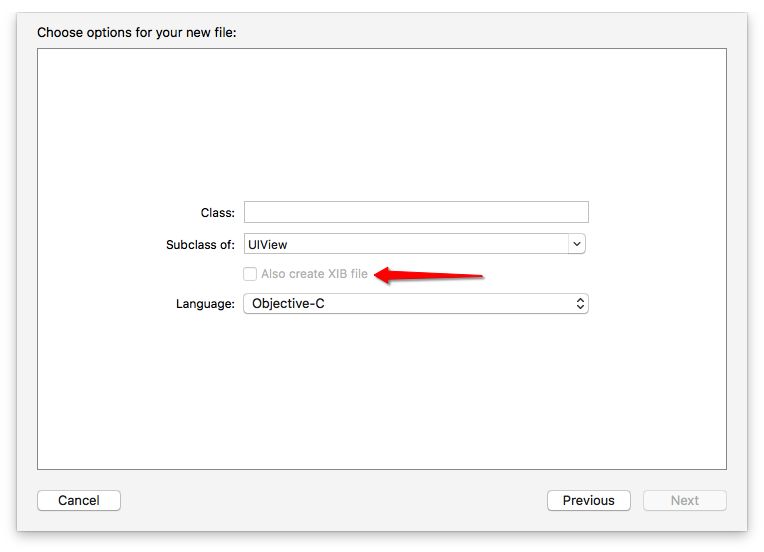 Choose options for your new file:
Class:
Subclass of: UIView
Also create XIB file
Language: Objective-C
Cancel Previous Next